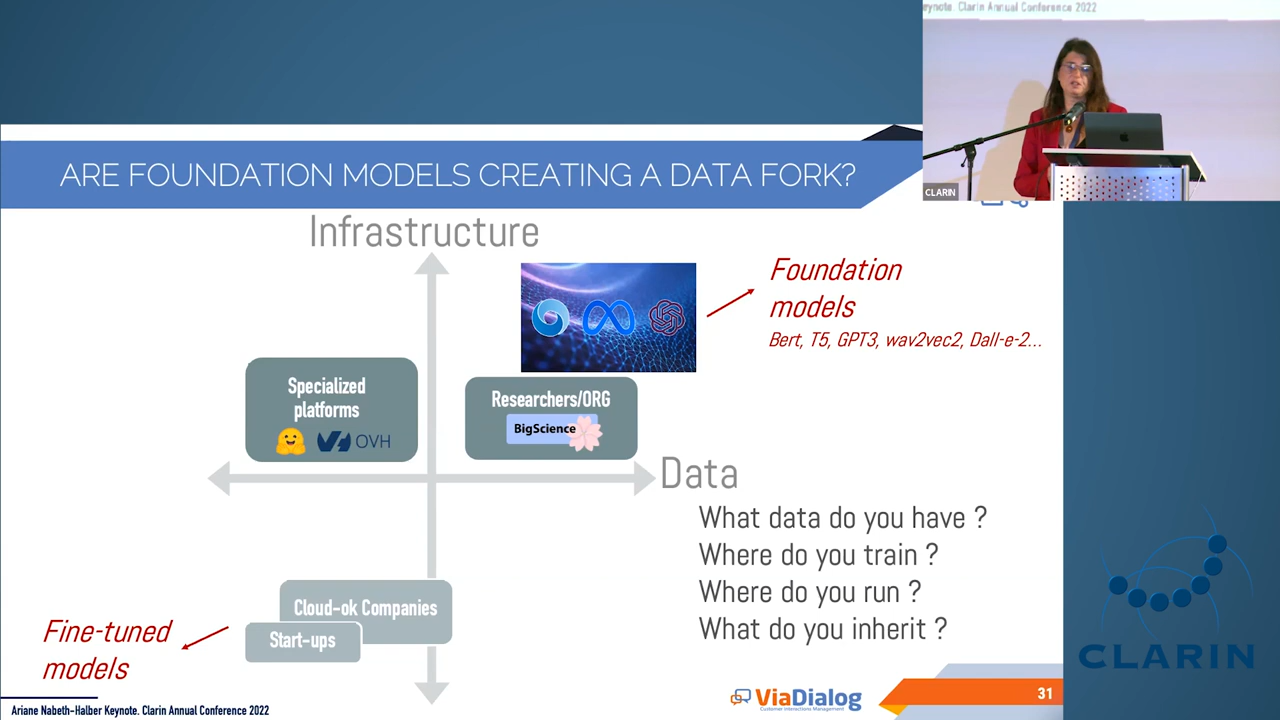 eynote. Clarin Annual Conference 2022
CLARIN
ARE FOUNDATION MODELS CREATING A DATA FORK?
Infrastructure
Foundation
models
Bert, T5, GPT3, wav2vec2, Dall-e-2...
Specialized
platforms
OVH
Researchers/ORG
BigScience
Data
What data do you have ?
Where do you train ?
Where do you run ?
What do you inherit ?
Cloud-ok Companies
Start-ups
Fine-tuned
models
CLARIN
ViaDialog
Customer Interactions Management
31
Ariane Nabeth-Halber Keynote. Clarin Annual Conference 2022